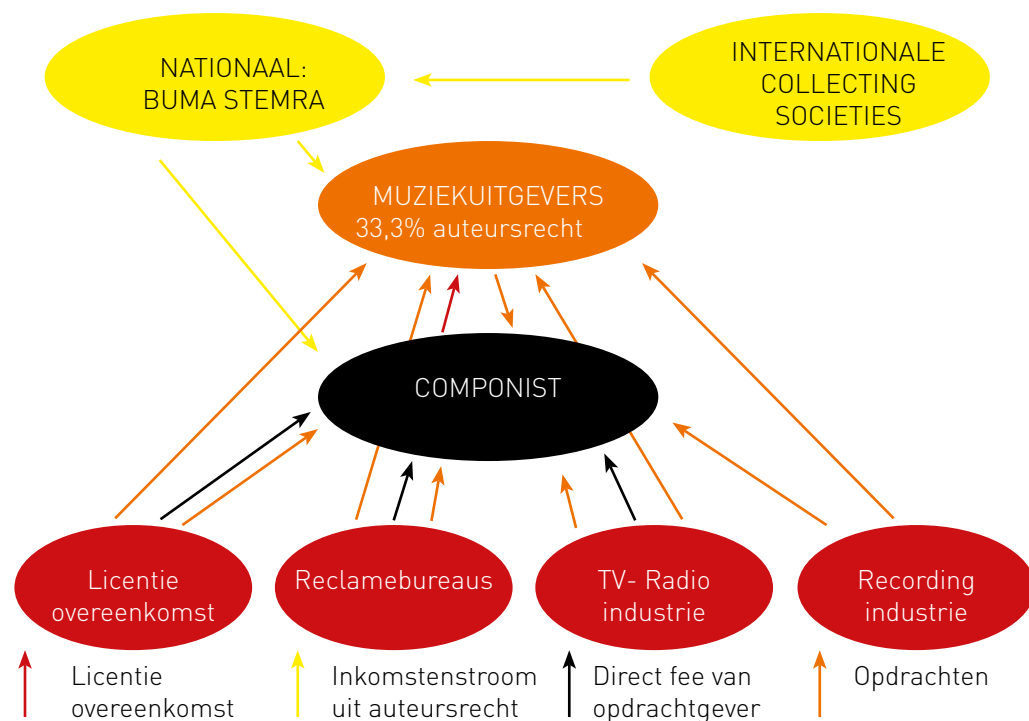 NATIONAAL:
BUMA STEMRA
INTERNATIONALE
COLLECTING
SOCIETIES
MUZIEKUITGEVERS
33,3% auteursrecht
COMPONIST
Licentie
overeenkomst
Reclamebureaus
TV- Radio
industrie
Recording
industrie
Licentie
overeenkomst
Inkomstenstroom
uit auteursrecht
Direct fee van
opdrachtgever
Opdrachten